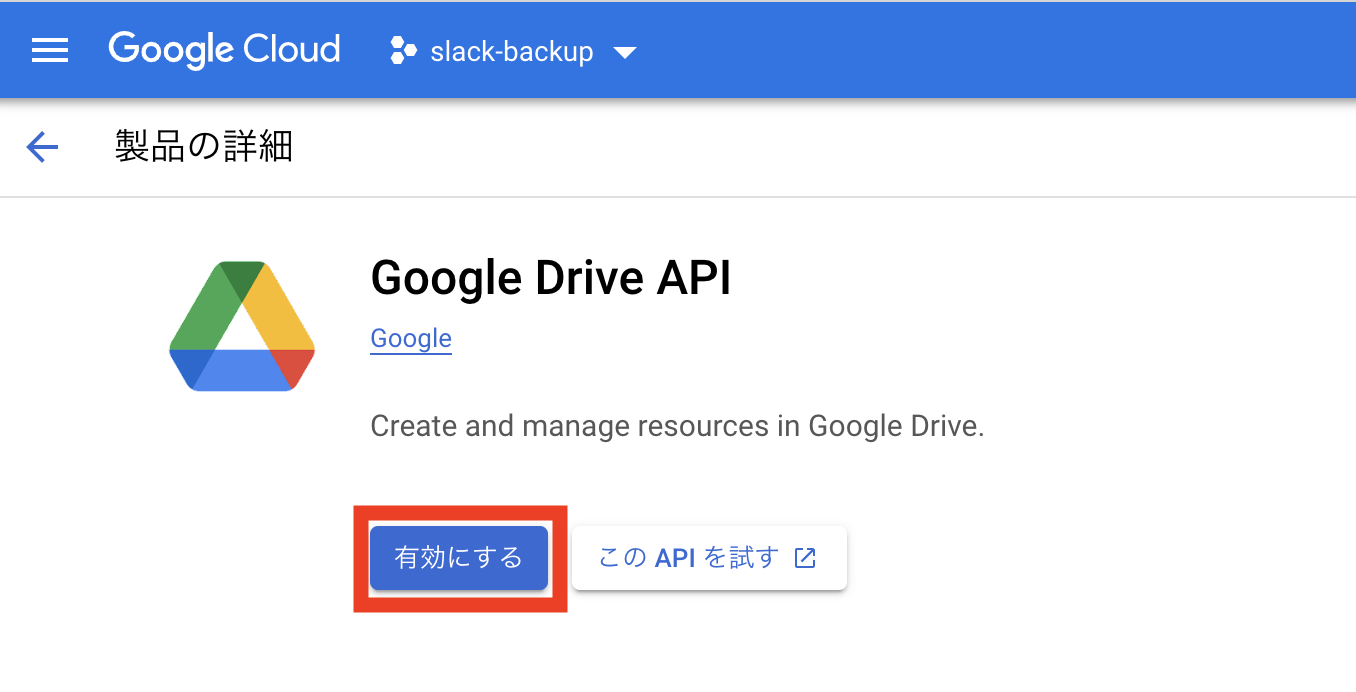 Google Cloud slack-backup
製品の詳細
Google Drive API
Google
Create and manage resources in Google Drive.
有効にする この API を試す